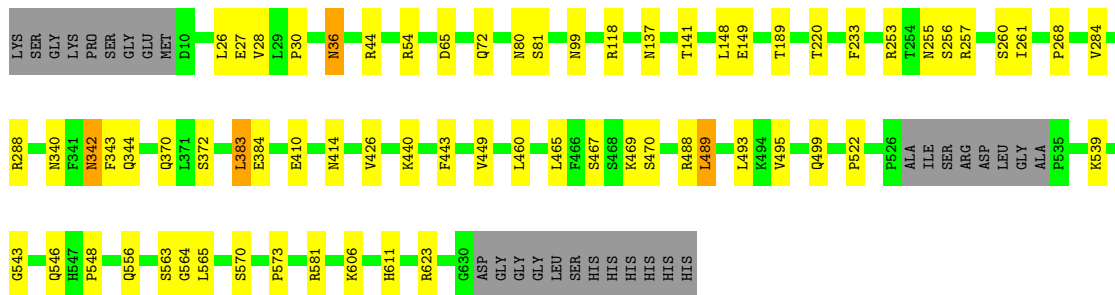 LYS SER GLY LYS PRO SER GLY GLU MET D10 L26 E27 V28 L29 P30 N36 R44 R54 D65 Q72 N80 S81 N99 R118 N137 T141 L148 E149 T189 T220 F233 R253 T254 N255 S256 R257 S260 I261 P268 V284
R288 N340 F341 N342 F343 Q344 Q370 L371 S372 L383 E384 E410 N414 V426 K440 F443 V449 L460 L465 F466 S467 S468 K469 S470 R488 L489 L493 K494 V495 Q499 P522 P526 ALA ILE SER ARG ASP LEU GLY ALA P535 K539
G543 Q546 H547 P548 Q556 S563 G564 L565 S570 P573 R581 K606 H611 R623 G630 ASP GLY GLY GLY LEU SER HIS HIS HIS HIS HIS HIS